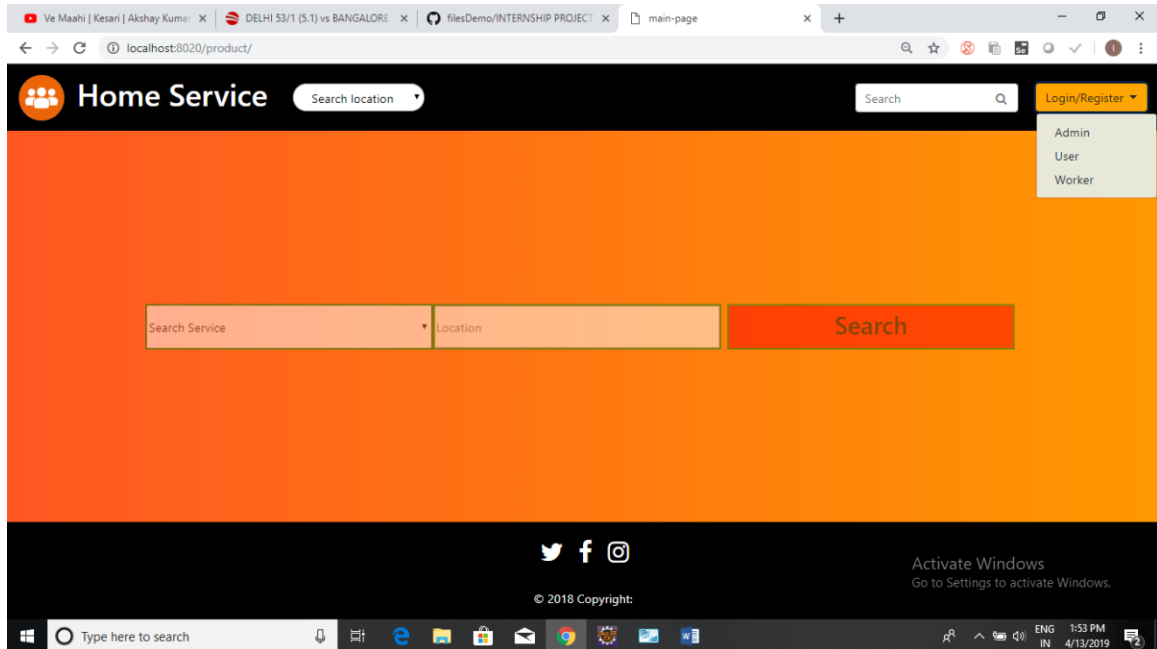 Ve Maahi | Kesari | Akshay Kumar
DELHI 53/1 (5.1) vs BANGALORE
filesDemo/INTERNSHIP PROJECT
main-page
localhost:8020/product/
Home Service
Search location
Search
Login/Register
Admin
User
Worker
Search Service
Location
Search
© 2018 Copyright:
Activate Windows
Go to Settings to activate Windows.
Type here to search
ENG
IN
1:53 PM
4/13/2019